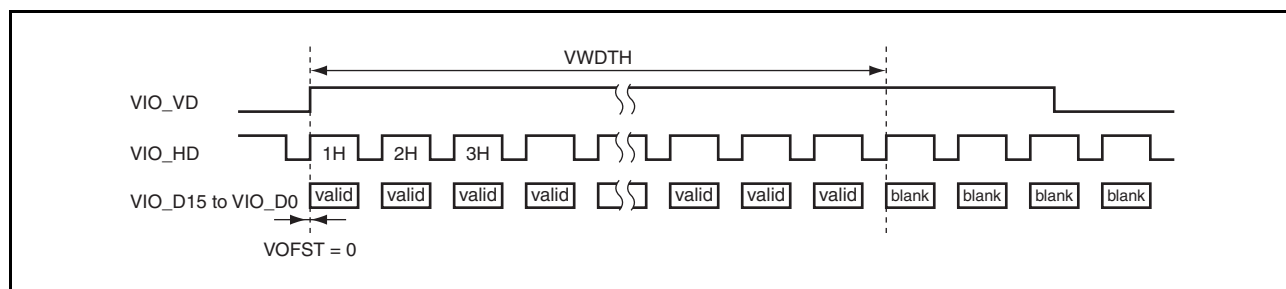 VWDTH
VIO_VD
VIO_HD 1H 2H 3H
VIO_D15 to VIO_D0 valid valid valid valid valid valid valid blank blank blank blank
VOFST = 0